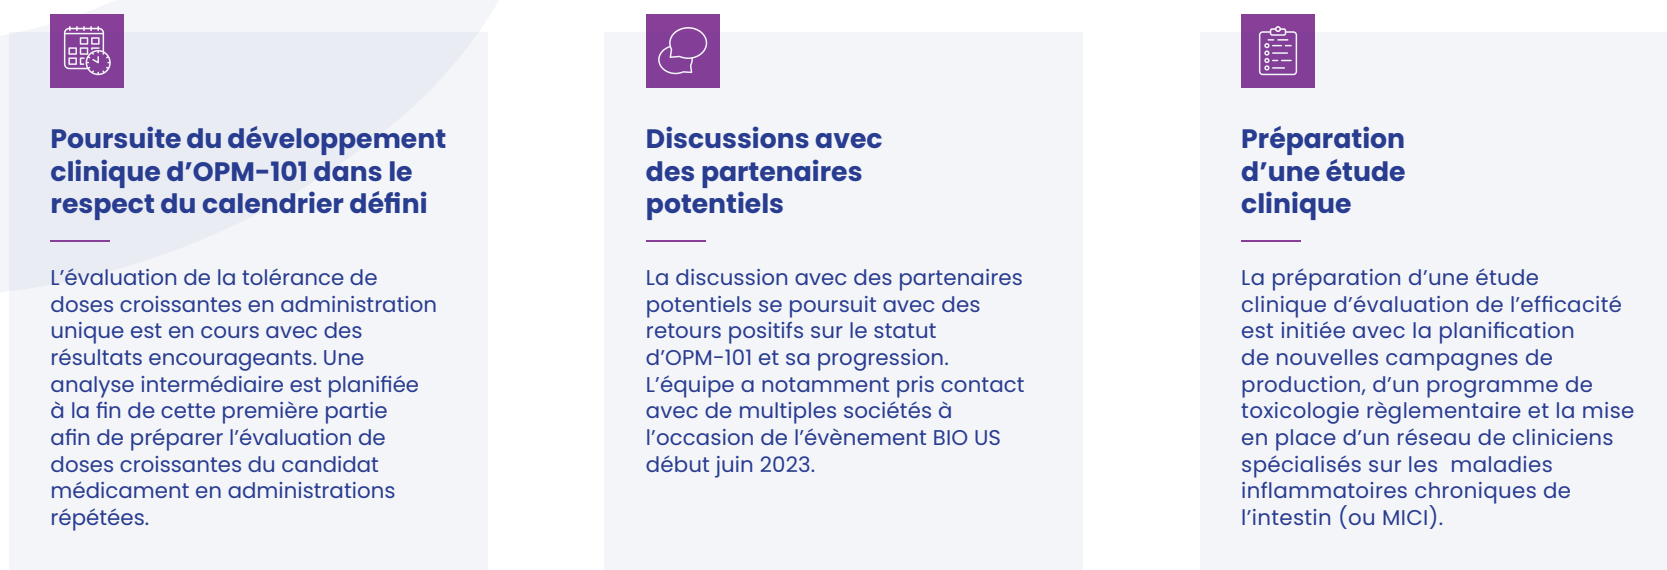 Poursuite du développement
clinique d’OPM-101 dans le
respect du calendrier défini
L’évaluation de la tolérance de
doses croissantes en administration
unique est en cours avec des
résultats encourageants. Une
analyse intermédiaire est planifiée
à la fin de cette première partie
afin de préparer l’évaluation de
doses croissantes du candidat
médicament en administrations
répétées.
Discussions avec
des partenaires
potentiels
La discussion avec des partenaires
potentiels se poursuit avec des
retours positifs sur le statut
d’OPM-101 et sa progression.
L’équipe a notamment pris contact
avec de multiples sociétés à
l’occasion de l’évènement BIO US
début juin 2023.
Préparation
d’une étude
clinique
La préparation d’une étude
clinique d’évaluation de l’efficacité
est initiée avec la planification
de nouvelles campagnes de
production, d’un programme de
toxicologie règlementaire et la mise
en place d’un réseau de cliniciens
spécialisés sur les  maladies
inflammatoires chroniques de
l’intestin (ou MICI).